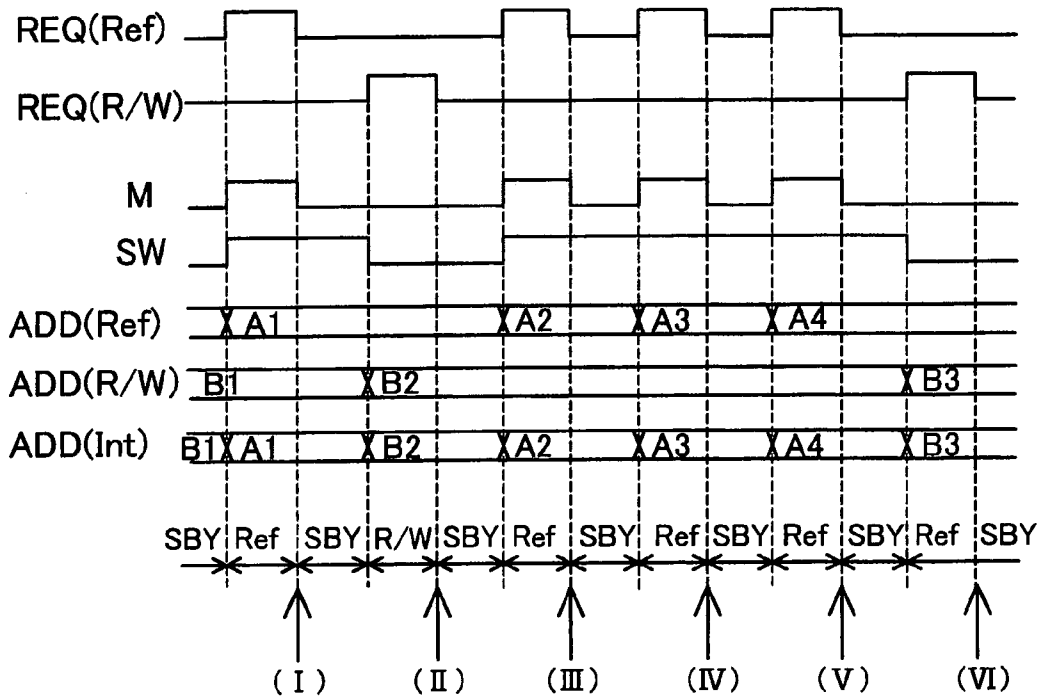 REQ(Ref)
REQ(R/W)
M
SW
ADD(Ref) A1 A2 A3 A4
ADD(R/W) B1 B2 B3
ADD(Int) B1 A1 B2 A2 A3 A4 B3
SBY Ref SBY R/W SBY Ref SBY Ref SBY Ref SBY Ref SBY
(I) (II) (III) (IV) (V) (VI)